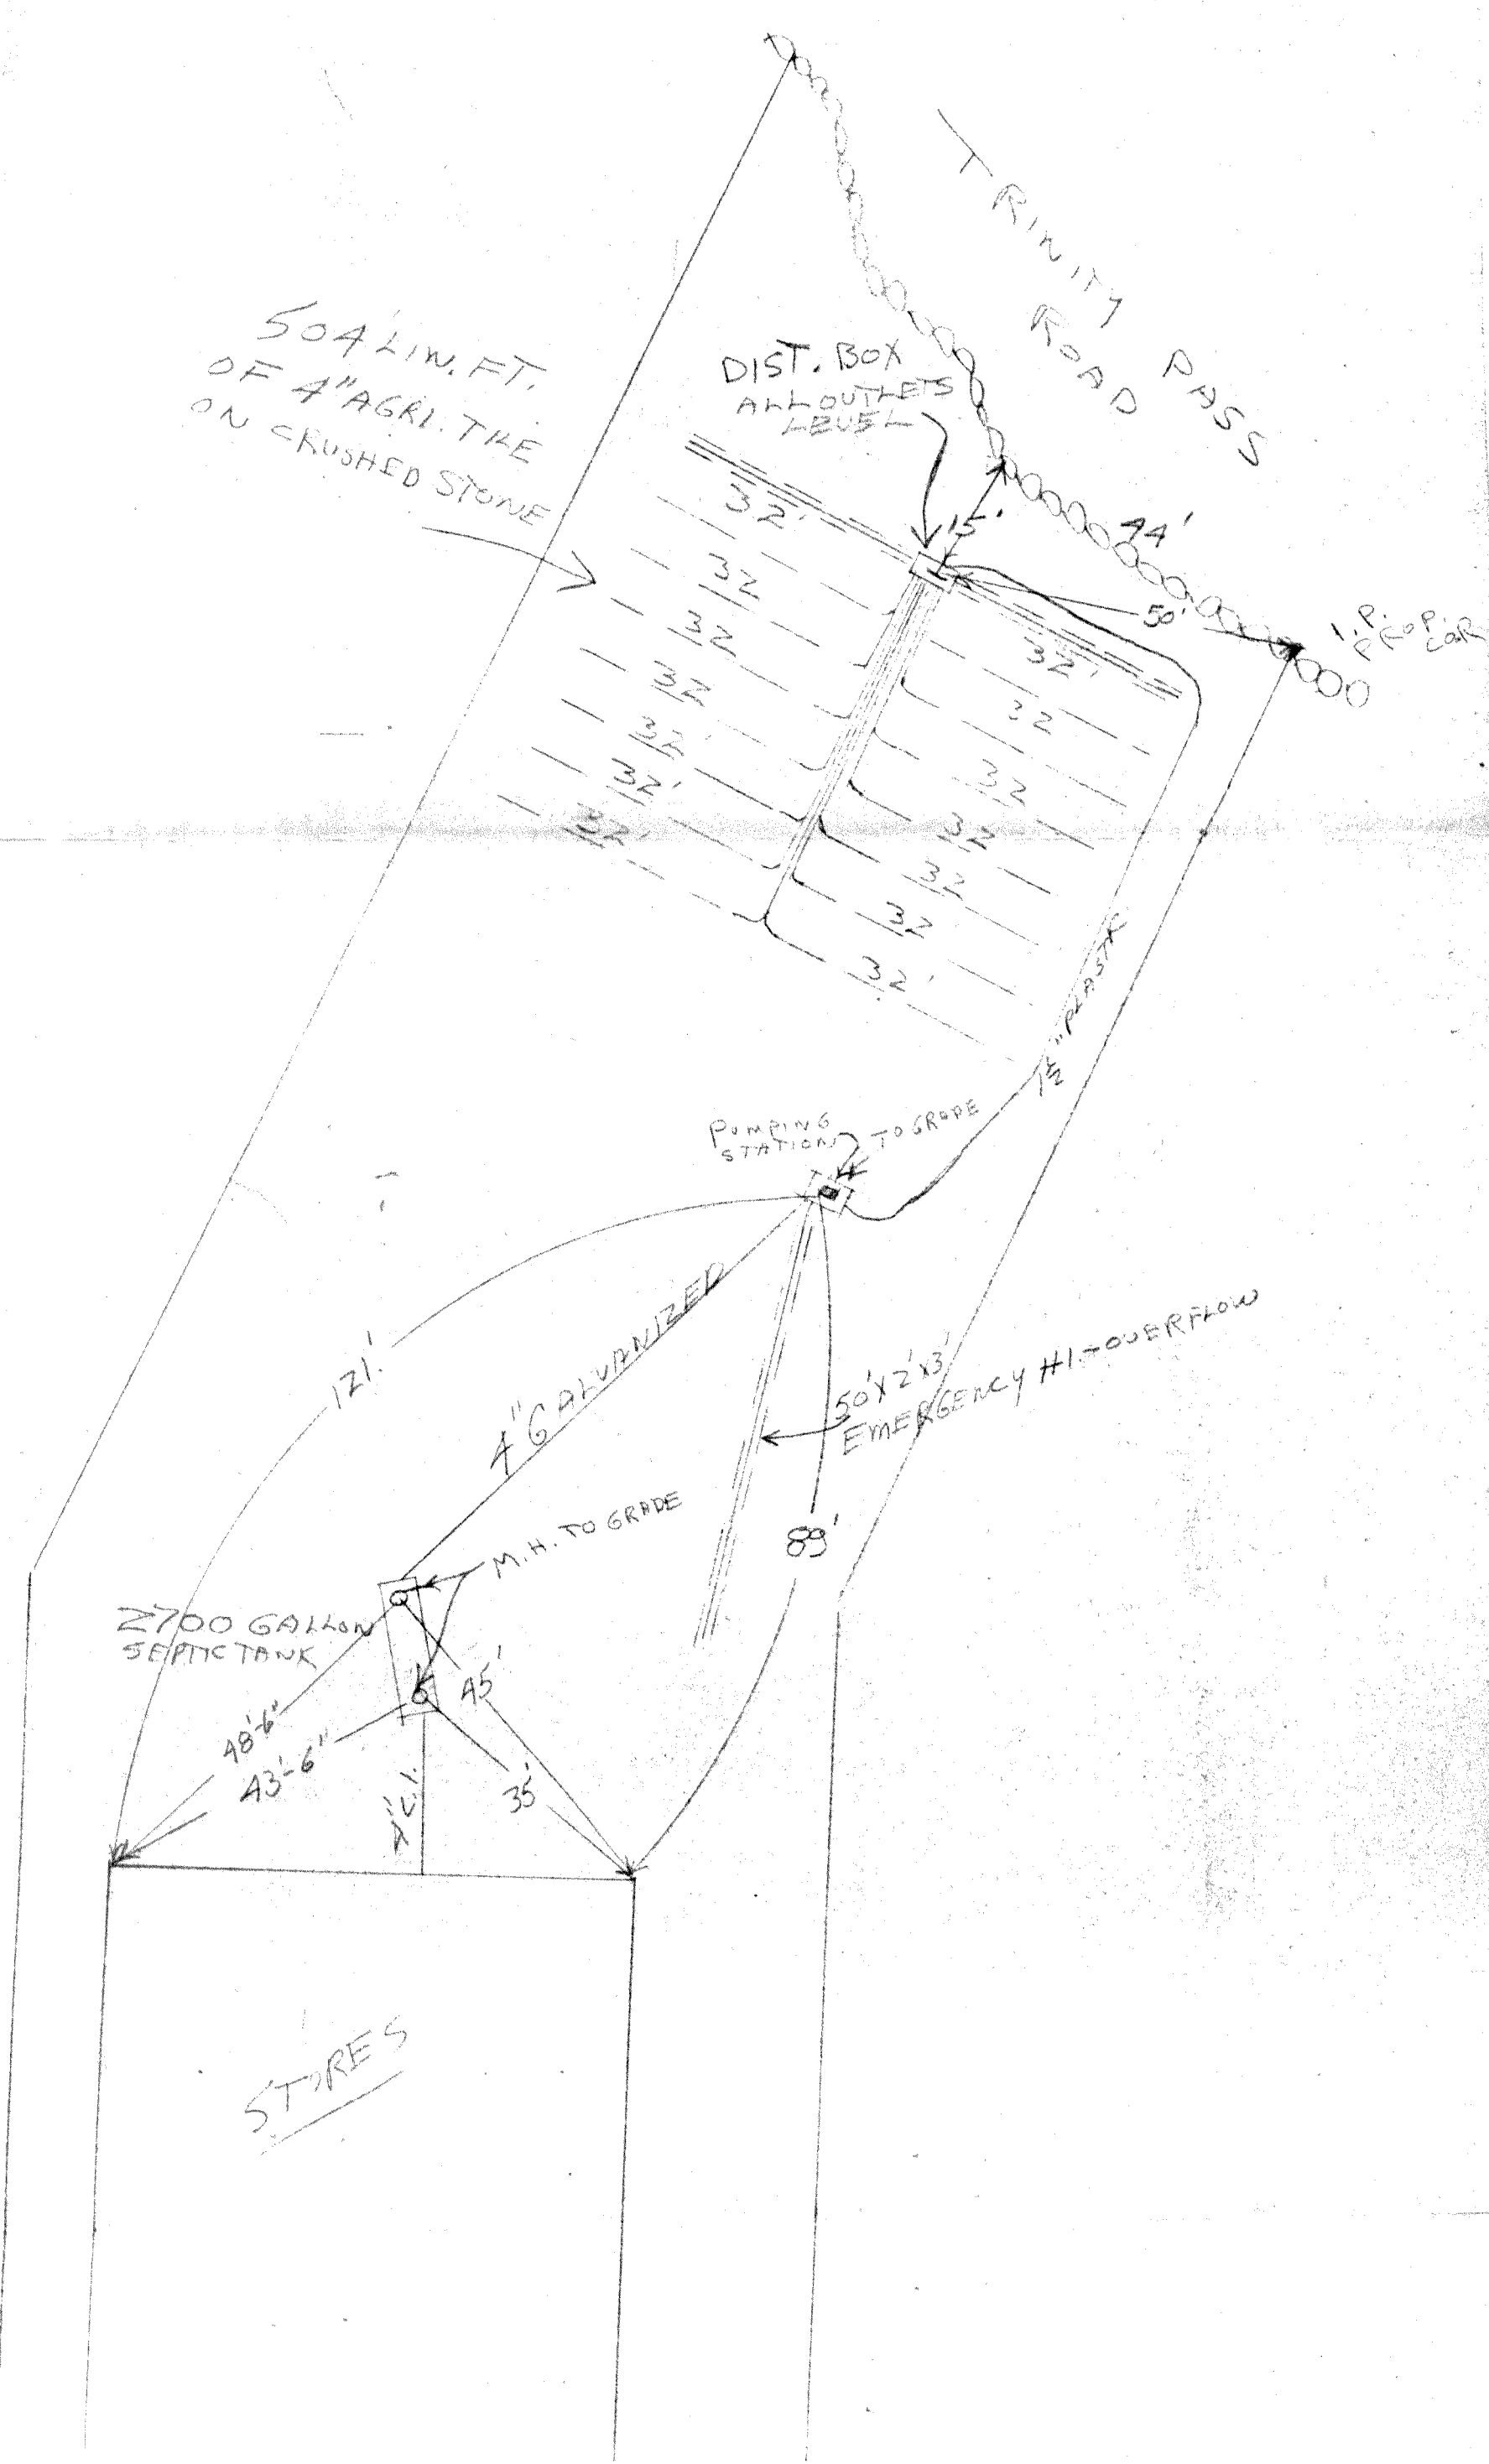 TRINITY PASS
ROAD
504 LIN. FT.
OF 4" AGRI. TILE
ON CRUSHED STONE
DIST. BOX
ALL OUTLETS
LEVEL
15'
44'
50'
I.P.
PROP.
COR
32'
32
32
32
32'
32'
32'
32'
32
32
32
32
32
32'
1½" PLASTIC
PUMPING
STATION
TO GRADE
121.'
4" GALVANIZED
50'X2'X3'
EMERGENCY HI.-OVERFLOW
89'
M.H. TO GRADE
2700 GALLON
SEPTIC TANK
45'
48'-6"
43'-6"
35'
4" C.I.
STORES